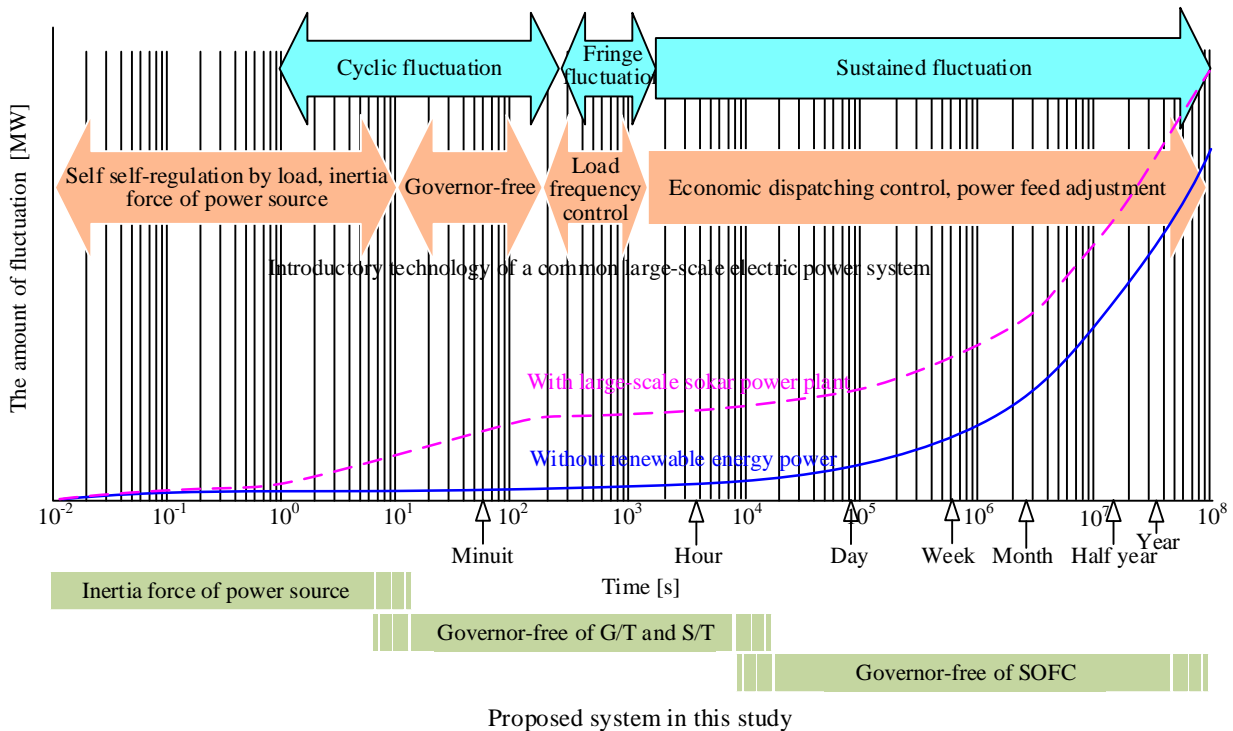 The amount of fluctuation [MW]
Cyclic fluctuation
Fringe
fluctuation
Sustained fluctuation
Self self-regulation by load, inertia
force of power source
Governor-free
Load
frequency
control
Economic dispatching control, power feed adjustment
Introductory technology of a common large-scale electric power system
With large-scale sokar power plant
Without renewable energy power
10-2 10-1 100 101 102 103 104 105 106 107 108
Minuit Hour Day Week Month Half year Year
Time [s]
Inertia force of power source
Governor-free of G/T and S/T
Governor-free of SOFC
Proposed system in this study